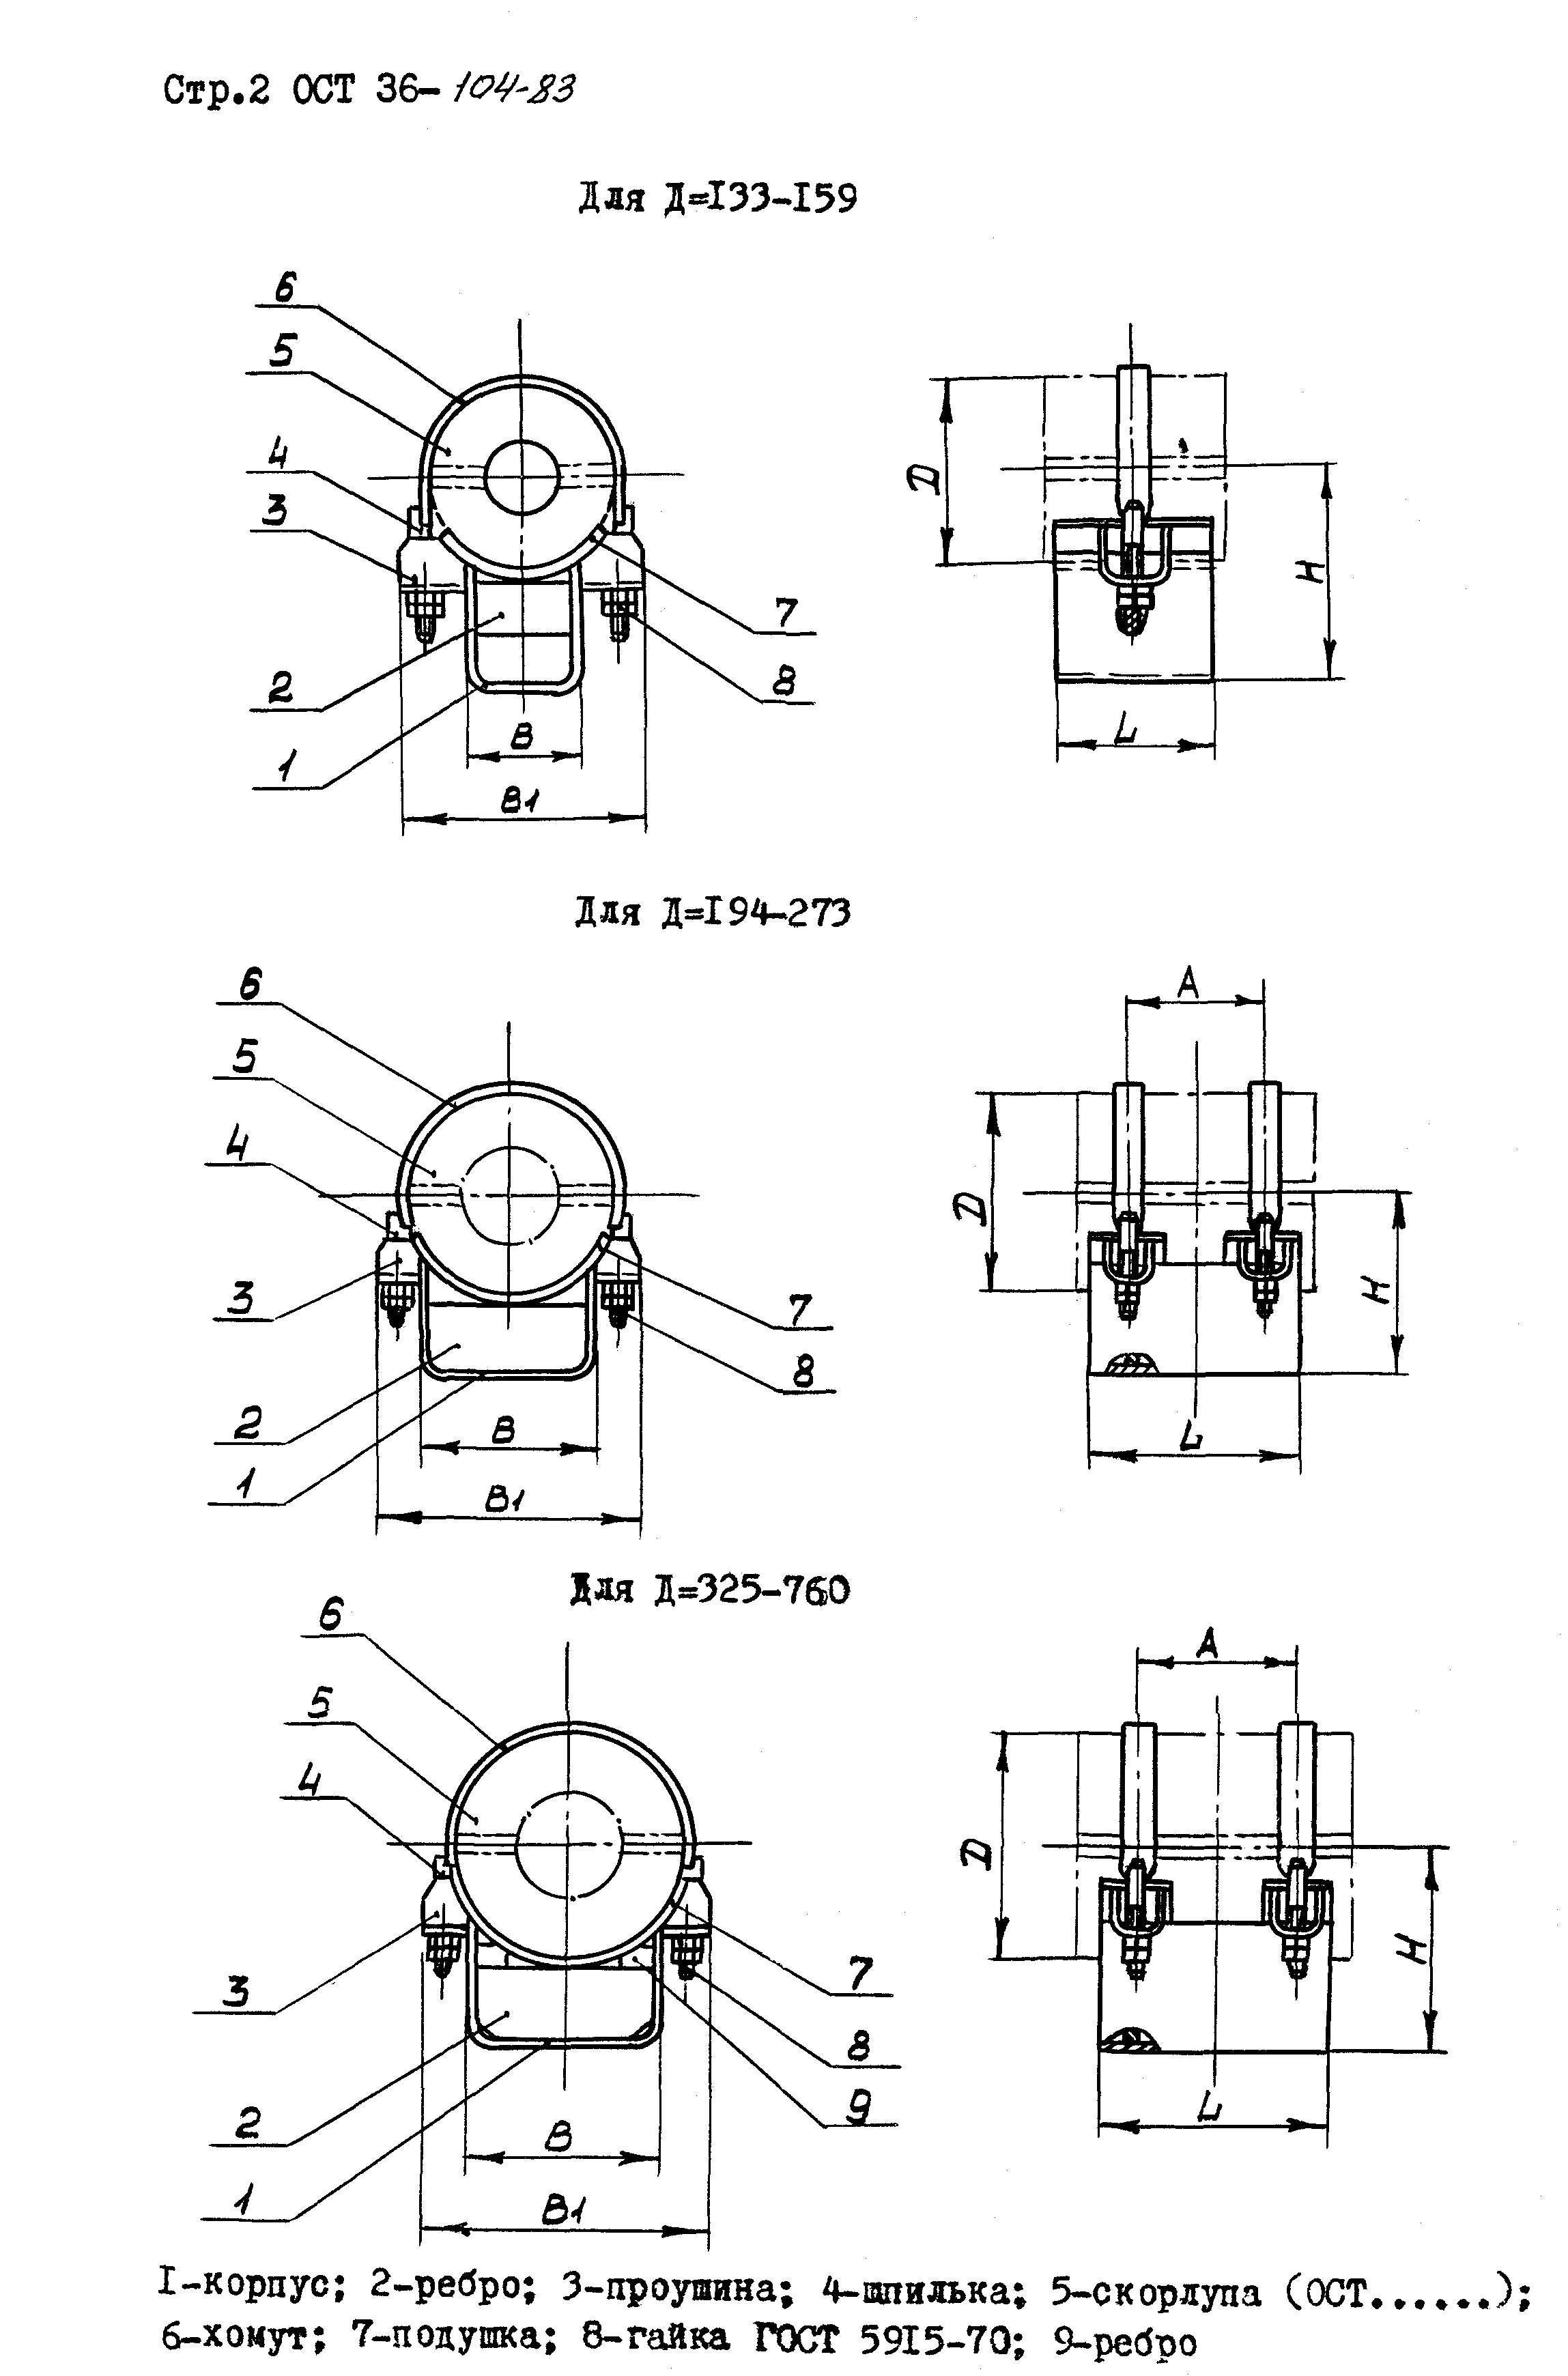 Стр.2 ОСТ 36-104-83
Для Д=I33-I59
6
5
4
3
2
1
7
8
В
В1
D
H
L
Для Д=I94-273
6
5
4
3
2
1
7
8
В
В1
A
D
H
L
Для Д=325-760
6
5
4
3
2
1
7
8
9
В
В1
A
D
H
L
I-корпус; 2-ребро; 3-проушина; 4-шпилька; 5-скорлупа (ОСТ.......);
6-хомут; 7-подушка; 8-гайка ГОСТ 59I5-70; 9-ребро